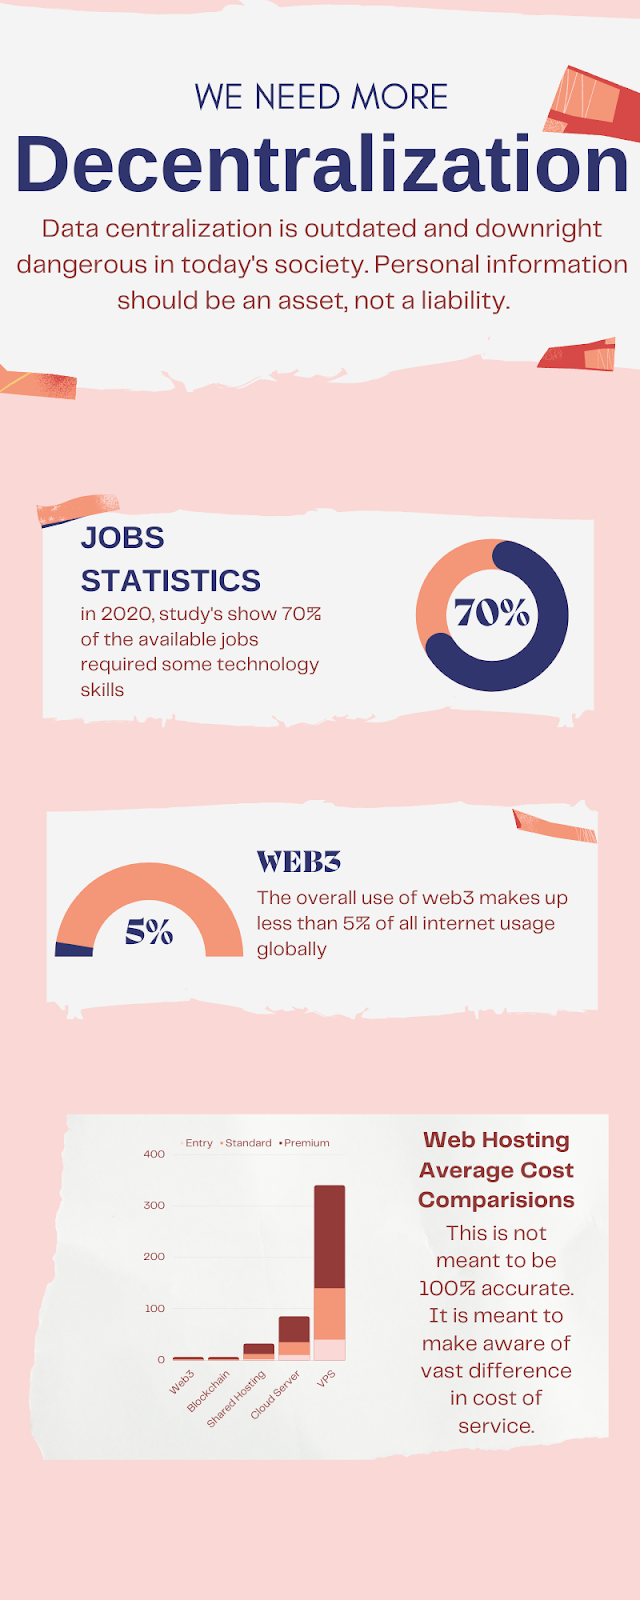 WE NEED MORE
Decentralization
Data centralization is outdated and downright
dangerous in today's society. Personal information
should be an asset, not a liability.
JOBS
STATISTICS
in 2020, study's show 70%
of the available jobs
required some technology
skills
70%
WEB3
The overall use of web3 makes up
less than 5% of all internet usage
globally
5%
Entry Standard Premium
400
300
200
100
0
Web3
Blockchain
Shared Hosting
Cloud Server
VPS
Web Hosting
Average Cost
Comparisions
This is not
meant to be
100% accurate.
It is meant to
make aware of
vast difference
in cost of
service.